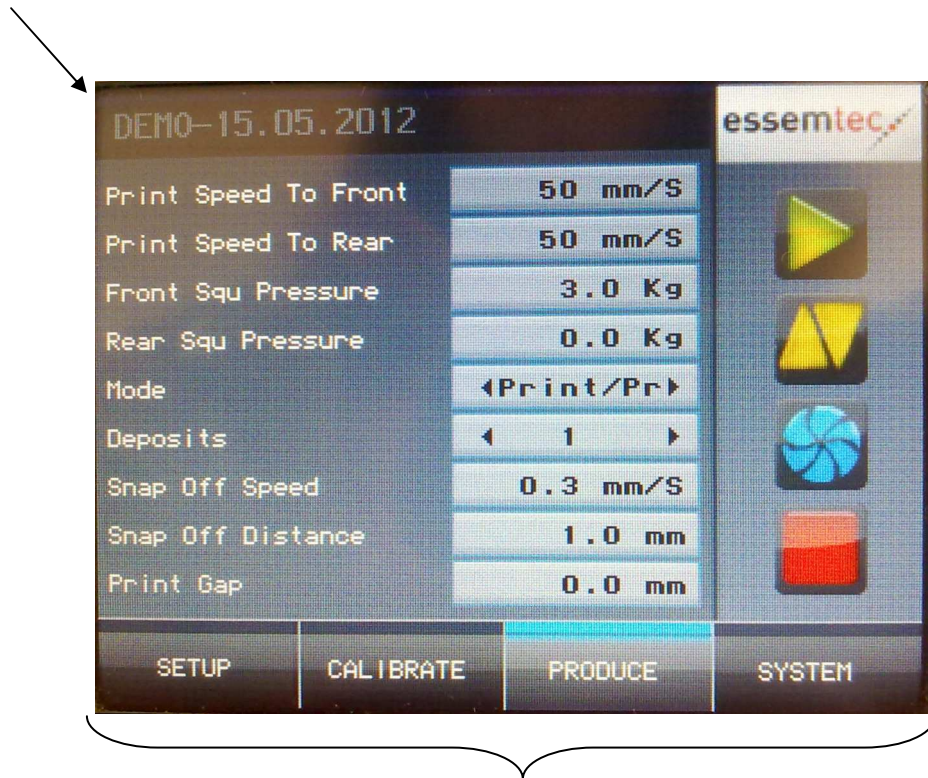 DEMO-15.05.2012
essemtec
Print Speed To Front 50 mm/S
Print Speed To Rear 50 mm/S
Front Squ Pressure 3.0 Kg
Rear Squ Pressure 0.0 Kg
Mode Print/Pr
Deposits 1
Snap Off Speed 0.3 mm/S
Snap Off Distance 1.0 mm
Print Gap 0.0 mm
SETUP CALIBRATE PRODUCE SYSTEM